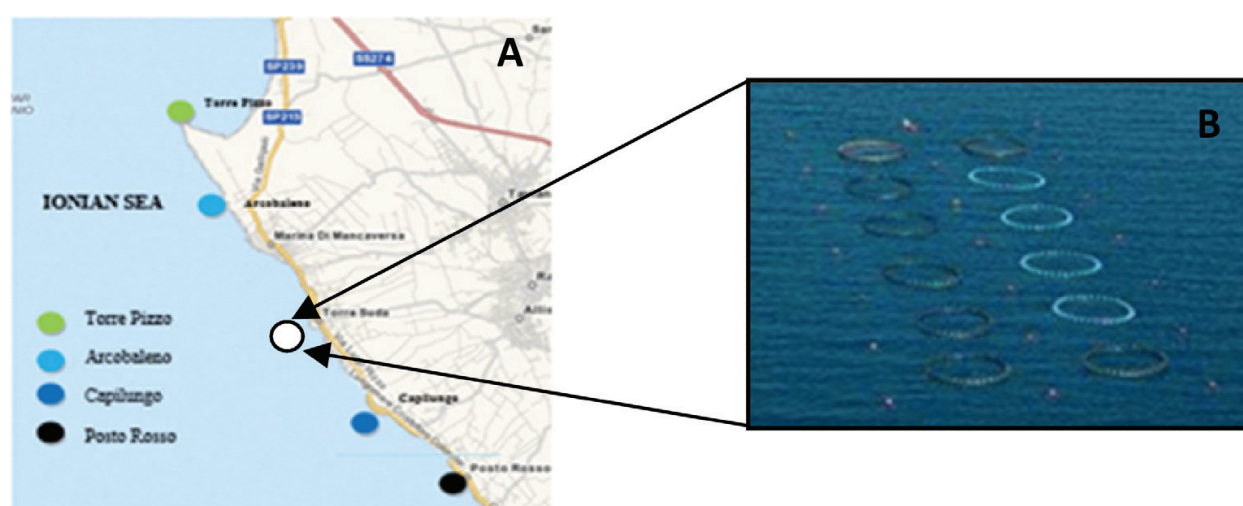 A
B
SP239
SS274
SP215
Torre Pizzo
IONIAN SEA
Arcobaleno
Marina Di Mancaversa
Torre Suda
Capilungo
Posto Rosso
Torre Pizzo
Arcobaleno
Capilungo
Posto Rosso